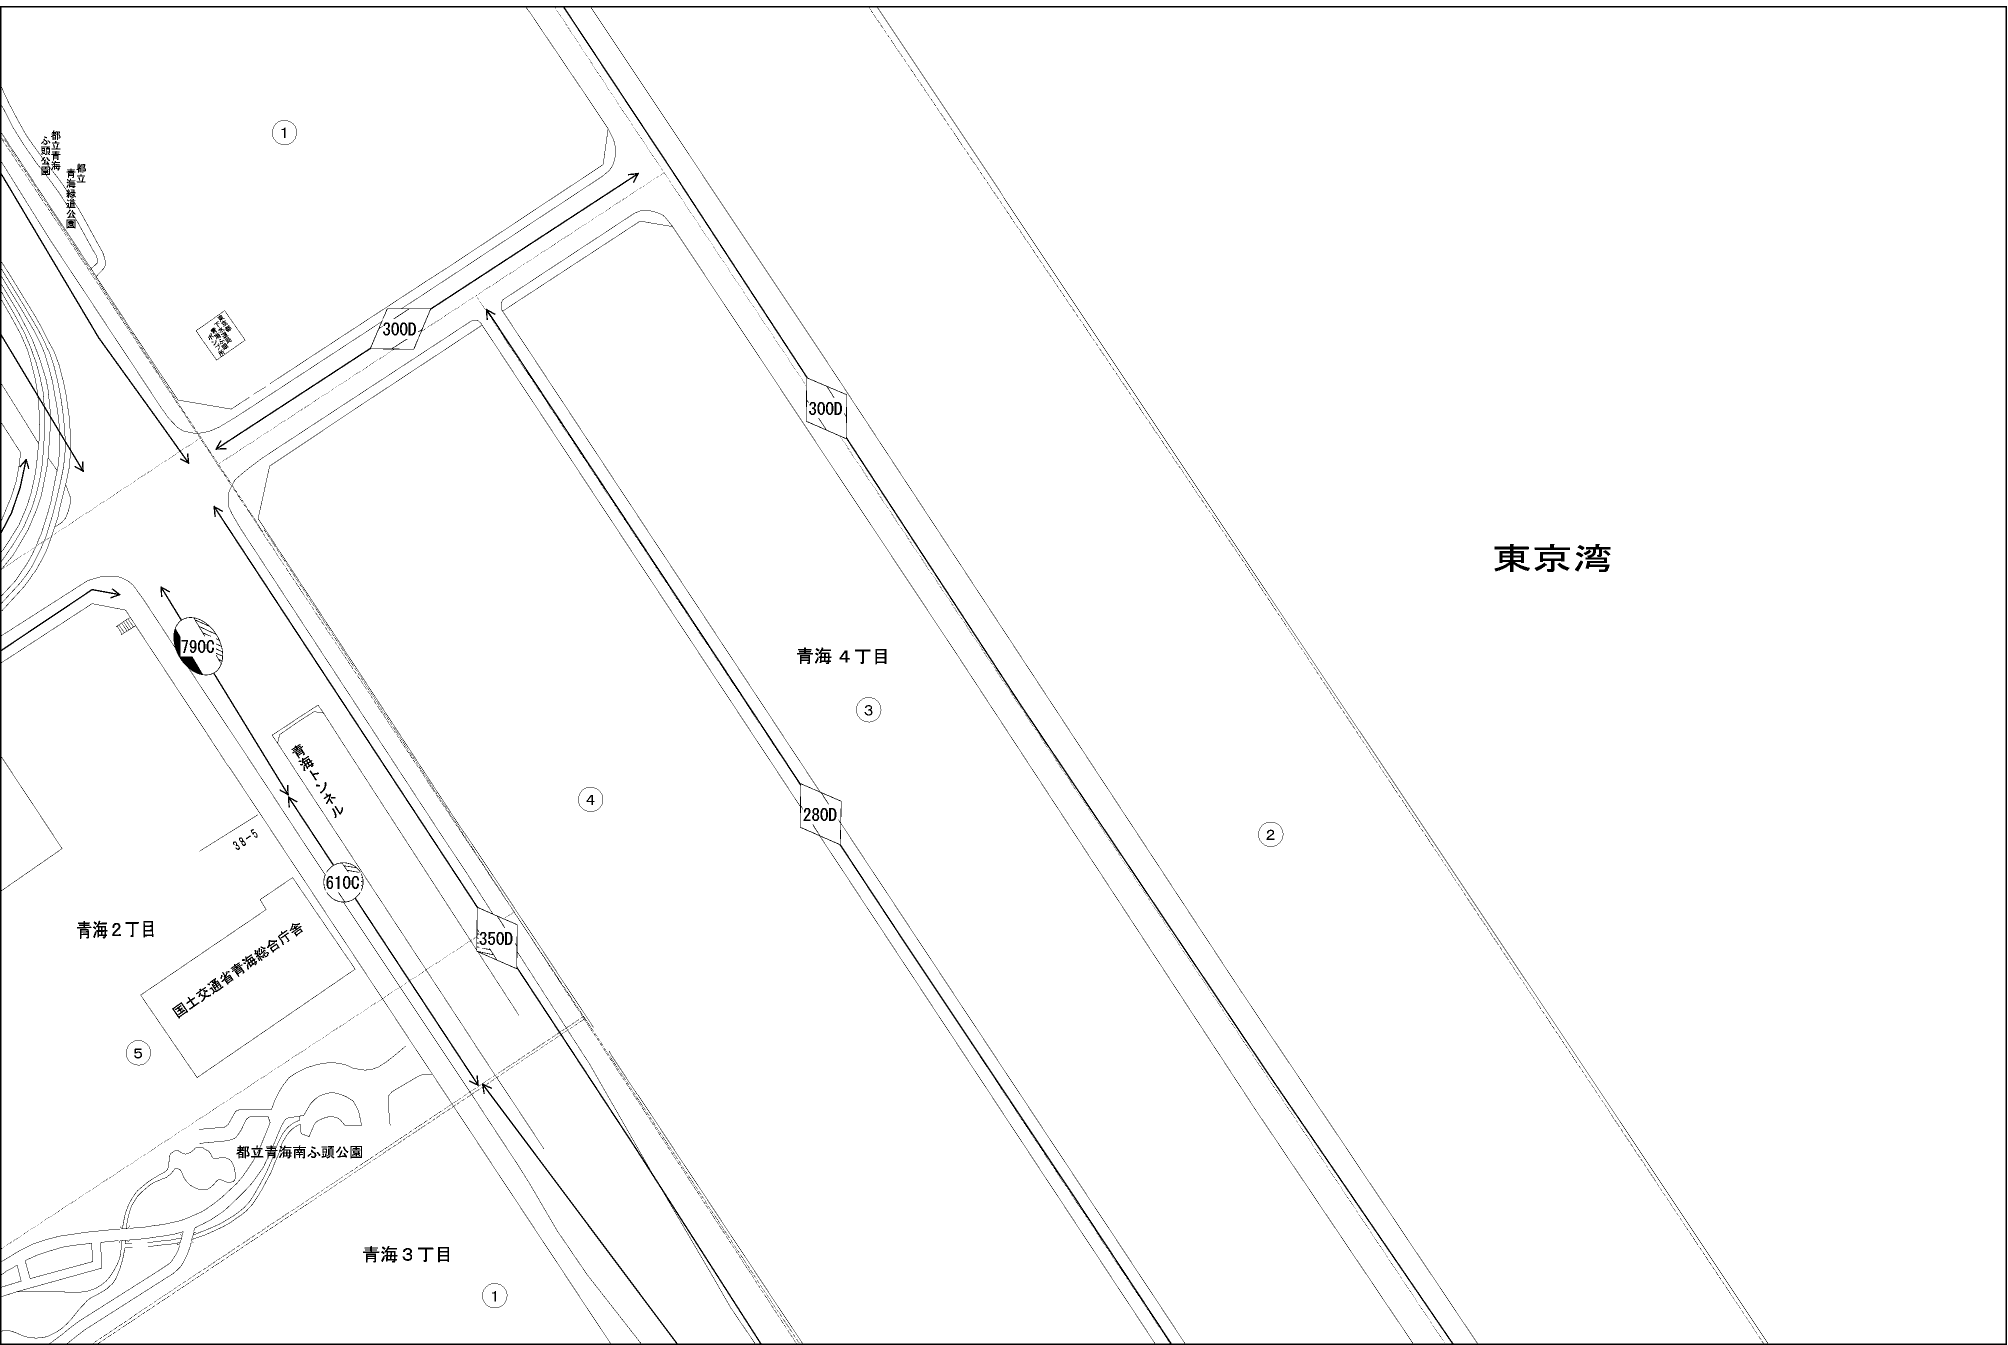 ①
都立青海
ふ頭公園
都立
青海緑道公園
300D
300D
東京湾
790C
青海４丁目
③
青海トンネル
④
280D
②
38-5
610C
青海２丁目
350D
国土交通省青海総合庁舎
⑤
都立青海南ふ頭公園
青海３丁目
①